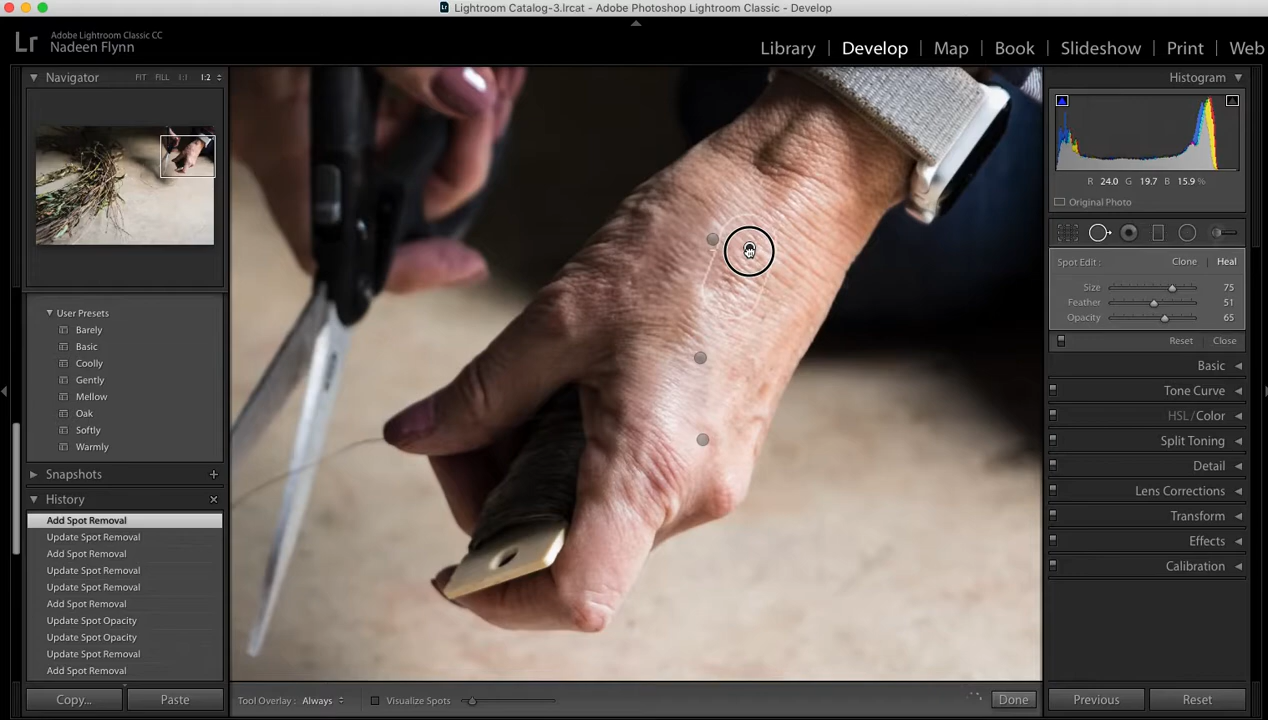 Lightroom Catalog-3.lrcat - Adobe Photoshop Lightroom Classic - Develop
Lr
Adobe Lightroom Classic CC
Nadeen Flynn
Library
Develop
Map
Book
Slideshow
Print
Web
Navigator
FIT
FILL
1:1
1:2
User Presets
Barely
Basic
Coolly
Gently
Mellow
Oak
Softly
Warmly
Snapshots
History
Add Spot Removal
Update Spot Removal
Add Spot Removal
Update Spot Removal
Update Spot Removal
Add Spot Removal
Update Spot Opacity
Update Spot Opacity
Update Spot Removal
Add Spot Removal
Copy...
Paste
Tool Overlay : Always
Visualize Spots
Done
Histogram
R 24.0 G 19.7 B 15.9 %
Original Photo
Spot Edit : Clone Heal
Size 75
Feather 51
Opacity 65
Reset Close
Basic
Tone Curve
HSL / Color
Split Toning
Detail
Lens Corrections
Transform
Effects
Calibration
Previous
Reset